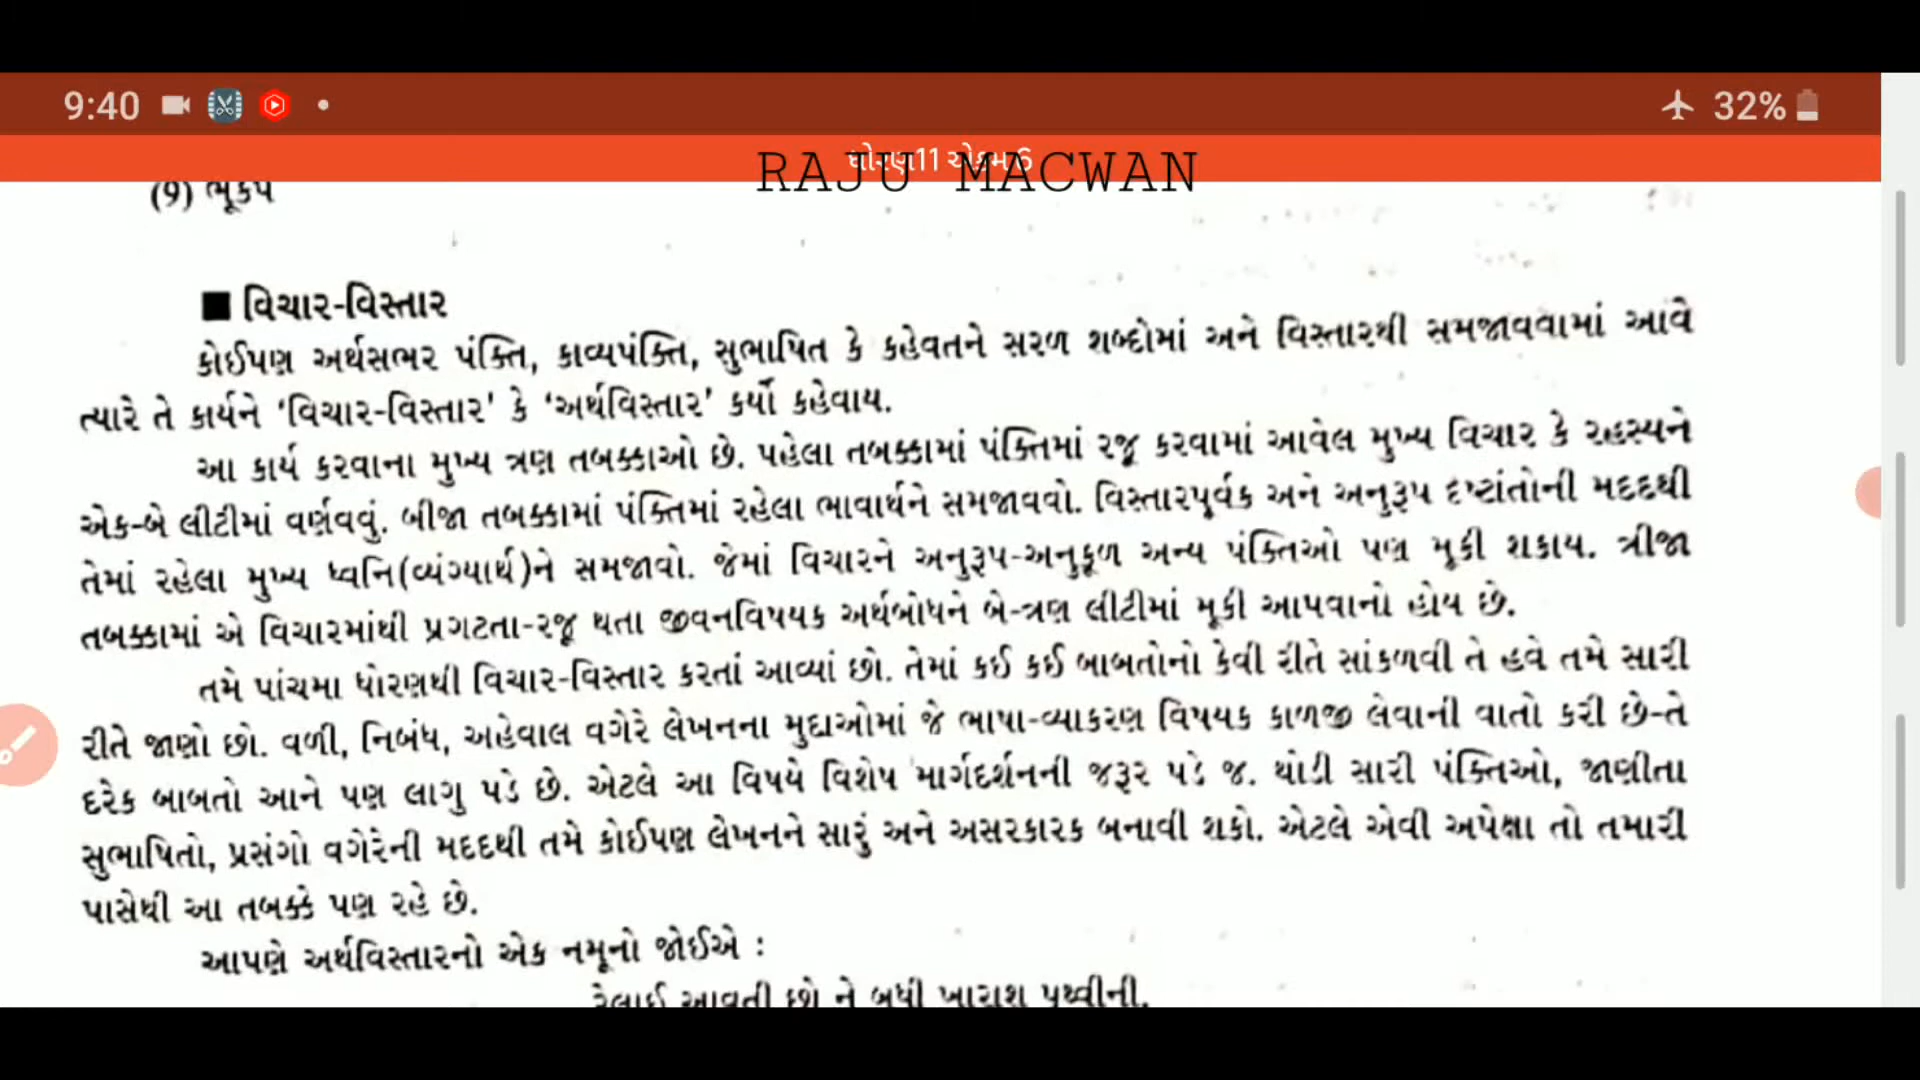 9:40
32%
ધોરણ11 એકમ 6
RAJU MACWAN
(9) ભૂકંપ
■ વિચાર-વિસ્તાર
કોઈપણ અર્થસભર પંક્તિ, કાવ્યપંક્તિ, સુભાષિત કે કહેવતને સરળ શબ્દોમાં અને વિસ્તારથી સમજાવવામાં આવે
ત્યારે તે કાર્યને ‘વિચાર-વિસ્તાર’ કે ‘અર્થવિસ્તાર’ કર્યો કહેવાય.
આ કાર્ય કરવાના મુખ્ય ત્રણ તબક્કાઓ છે. પહેલા તબક્કામાં પંક્તિમાં રજૂ કરવામાં આવેલ મુખ્ય વિચાર કે રહસ્યને
એક-બે લીટીમાં વર્ણવવું. બીજા તબક્કામાં પંક્તિમાં રહેલા ભાવાર્થને સમજાવવો. વિસ્તારપૂર્વક અને અનુરૂપ દૃષ્ટાંતોની મદદથી
તેમાં રહેલા મુખ્ય ધ્વનિ(વ્યંગ્યાર્થ)ને સમજાવો. જેમાં વિચારને અનુરૂપ-અનુકૂળ અન્ય પંક્તિઓ પણ મૂકી શકાય. ત્રીજા
તબક્કામાં એ વિચારમાંથી પ્રગટતા-રજૂ થતા જીવનવિષયક અર્થબોધને બે-ત્રણ લીટીમાં મૂકી આપવાનો હોય છે.
તમે પાંચમા ધોરણથી વિચાર-વિસ્તાર કરતાં આવ્યાં છો. તેમાં કઈ કઈ બાબતોનો કેવી રીતે સાંકળવી તે હવે તમે સારી
રીતે જાણો છો. વળી, નિબંધ, અહેવાલ વગેરે લેખનના મુદ્દાઓમાં જે ભાષા-વ્યાકરણ વિષયક કાળજી લેવાની વાતો કરી છે-તે
દરેક બાબતો આને પણ લાગુ પડે છે. એટલે આ વિષયે વિશેષ માર્ગદર્શનની જરૂર પડે જ. થોડી સારી પંક્તિઓ, જાણીતા
સુભાષિતો, પ્રસંગો વગેરેની મદદથી તમે કોઈપણ લેખનને સારું અને અસરકારક બનાવી શકો. એટલે એવી અપેક્ષા તો તમારી
પાસેથી આ તબક્કે પણ રહે છે.
આપણે અર્થવિસ્તારનો એક નમૂનો જોઈએ :
રેલાઈ આવતી છો ને બધી ખારાશ પૃથ્વીની,